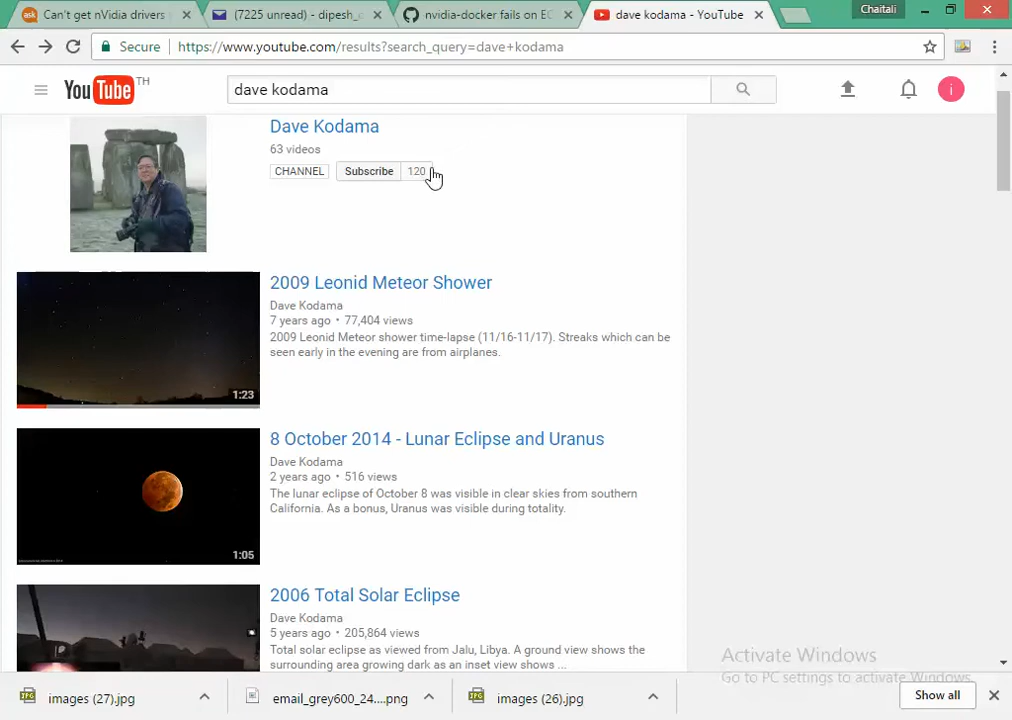 Can't get nVidia drivers
(7225 unread) - dipesh_
nvidia-docker fails on EC
dave kodama - YouTube
Chaitali
Secure
https://www.youtube.com/results?search_query=dave+kodama
YouTube TH
dave kodama
i
Dave Kodama
63 videos
CHANNEL
Subscribe 120
2009 Leonid Meteor Shower
Dave Kodama
7 years ago • 77,404 views
2009 Leonid Meteor shower time-lapse (11/16-11/17). Streaks which can be
seen early in the evening are from airplanes.
1:23
8 October 2014 - Lunar Eclipse and Uranus
Dave Kodama
2 years ago • 516 views
The lunar eclipse of October 8 was visible in clear skies from southern
California. As a bonus, Uranus was visible during totality.
1:05
2006 Total Solar Eclipse
Dave Kodama
5 years ago • 205,864 views
Total solar eclipse as viewed from Jalu, Libya. A ground view shows the
surrounding area growing dark as an inset view shows ...
Activate Windows
Go to PC settings to activate Windows.
images (27).jpg
email_grey600_24....png
images (26).jpg
Show all